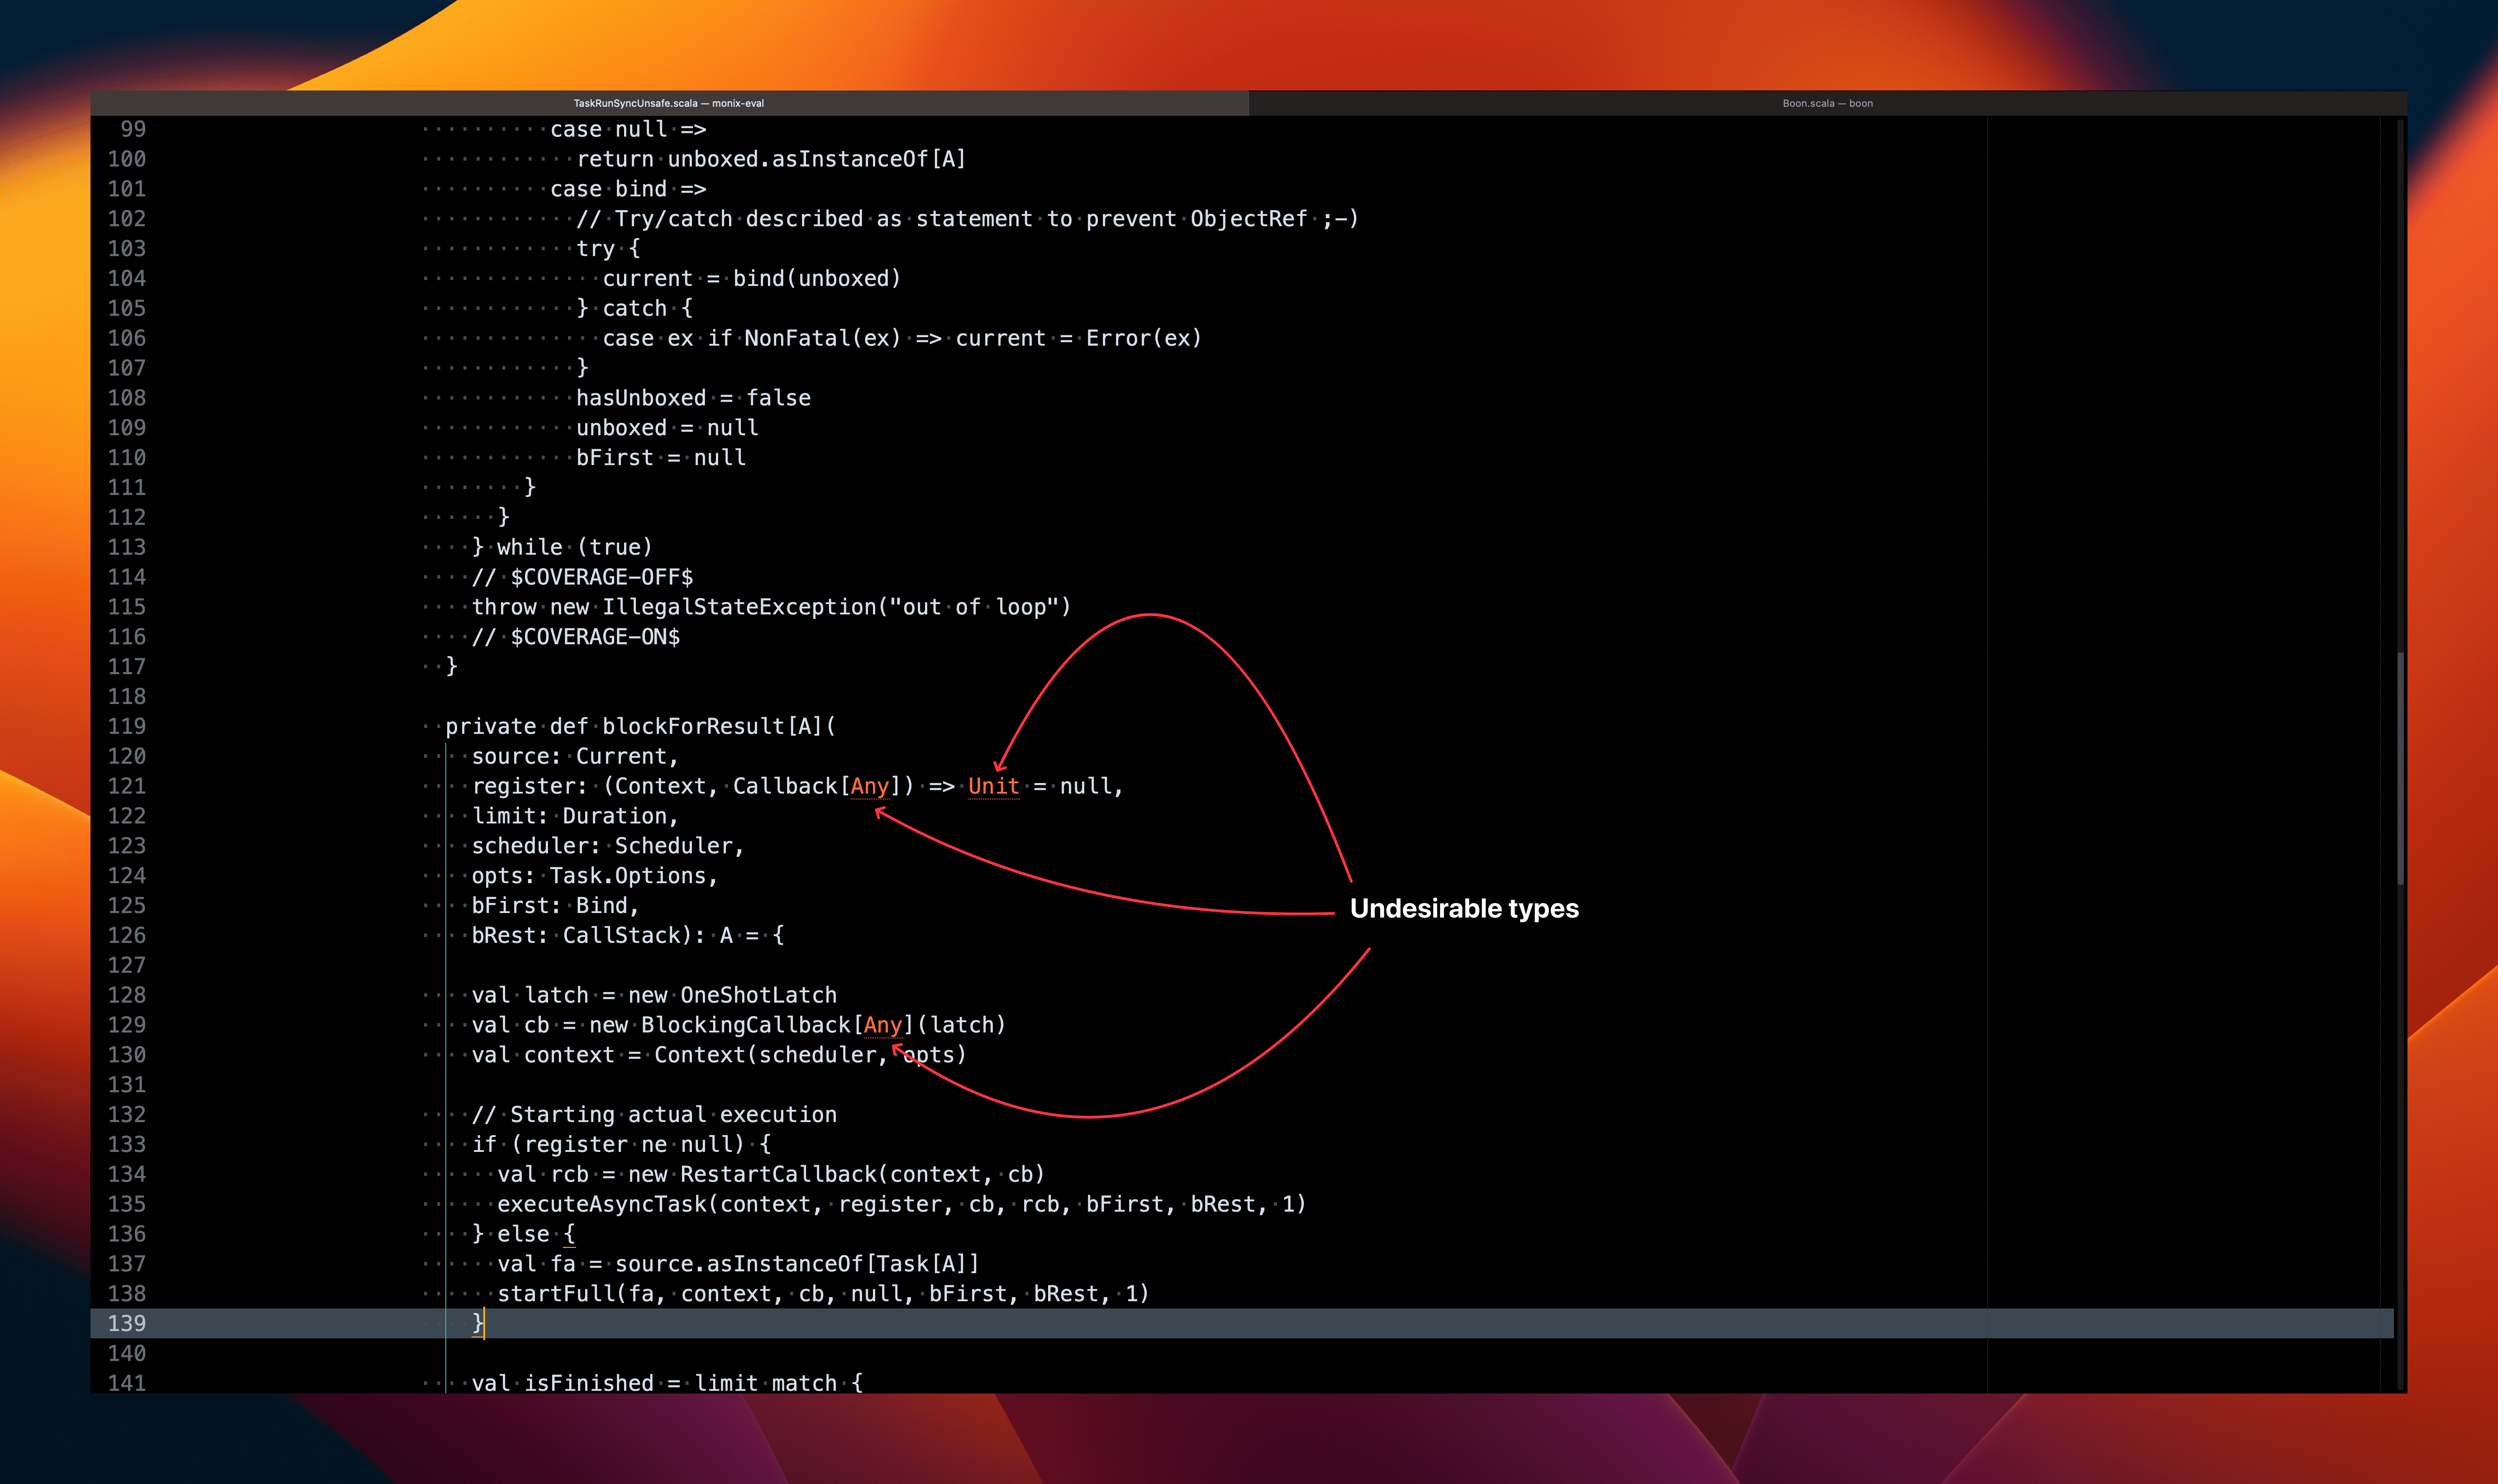 TaskRunSyncUnsafe.scala — monix-eval
Boon.scala — boon
99 case null =>
100 return unboxed.asInstanceOf[A]
101 case bind =>
102 // Try/catch described as statement to prevent ObjectRef ;-)
103 try {
104 current = bind(unboxed)
105 } catch {
106 case ex if NonFatal(ex) => current = Error(ex)
107 }
108 hasUnboxed = false
109 unboxed = null
110 bFirst = null
111 }
112 }
113 } while (true)
114 // $COVERAGE-OFF$
115 throw new IllegalStateException("out of loop")
116 // $COVERAGE-ON$
117 }
118
119 private def blockForResult[A](
120 source: Current,
121 register: (Context, Callback[Any]) => Unit = null,
122 limit: Duration,
123 scheduler: Scheduler,
124 opts: Task.Options,
125 bFirst: Bind,
Undesirable types
126 bRest: CallStack): A = {
127
128 val latch = new OneShotLatch
129 val cb = new BlockingCallback[Any](latch)
130 val context = Context(scheduler, opts)
131
132 // Starting actual execution
133 if (register ne null) {
134 val rcb = new RestartCallback(context, cb)
135 executeAsyncTask(context, register, cb, rcb, bFirst, bRest, 1)
136 } else {
137 val fa = source.asInstanceOf[Task[A]]
138 startFull(fa, context, cb, null, bFirst, bRest, 1)
139 }
140
141 val isFinished = limit match {